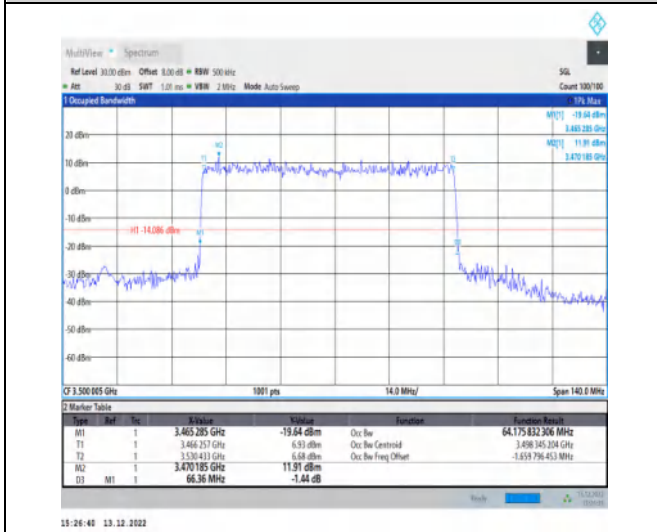 MultiView Spectrum
Ref Level 30.00 dBm Offset 8.00 dB RBW 500 kHz SGL
Att 30 dB SWT 1.01 ms VBW 2 MHz Mode Auto Sweep Count 100/100
1 Occupied Bandwidth 1Pk Max
M1[1] -19.64 dBm
3.465 285 GHz
M2[1] 11.91 dBm
3.470 185 GHz
20 dBm
M2
10 dBm
T1 T2
0 dBm
-10 dBm
H1 -14.086 dBm M1
-20 dBm
D3
-30 dBm
-40 dBm
-50 dBm
-60 dBm
CF 3.500 005 GHz 1001 pts 14.0 MHz/ Span 140.0 MHz
2 Marker Table
Type Ref Trc X-Value Y-Value Function Function Result
M1 1 3.465 285 GHz -19.64 dBm Occ Bw 64.175 832 306 MHz
T1 1 3.466 257 GHz 6.93 dBm Occ Bw Centroid 3.498 345 204 GHz
T2 1 3.530 433 GHz 6.68 dBm Occ Bw Freq Offset -1.659 796 453 MHz
M2 1 3.470 185 GHz 11.91 dBm
D3 M1 1 66.36 MHz -1.44 dB
Ready
15:26:40 13.12.2022